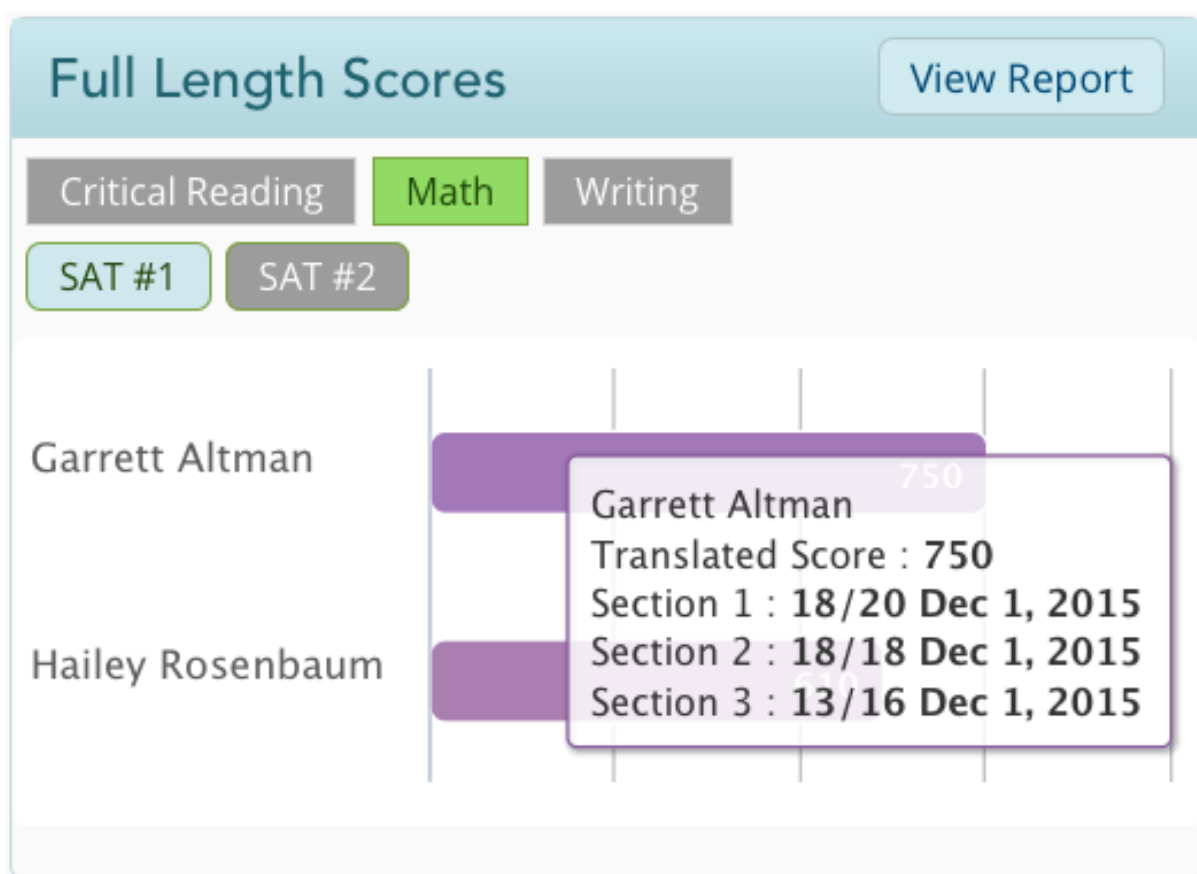 Full Length Scores View Report
Critical Reading Math Writing
SAT #1 SAT #2
Garrett Altman
750
Garrett Altman
Translated Score : 750
Section 1 : 18/20 Dec 1, 2015
Hailey Rosenbaum
610
Section 2 : 18/18 Dec 1, 2015
Section 3 : 13/16 Dec 1, 2015